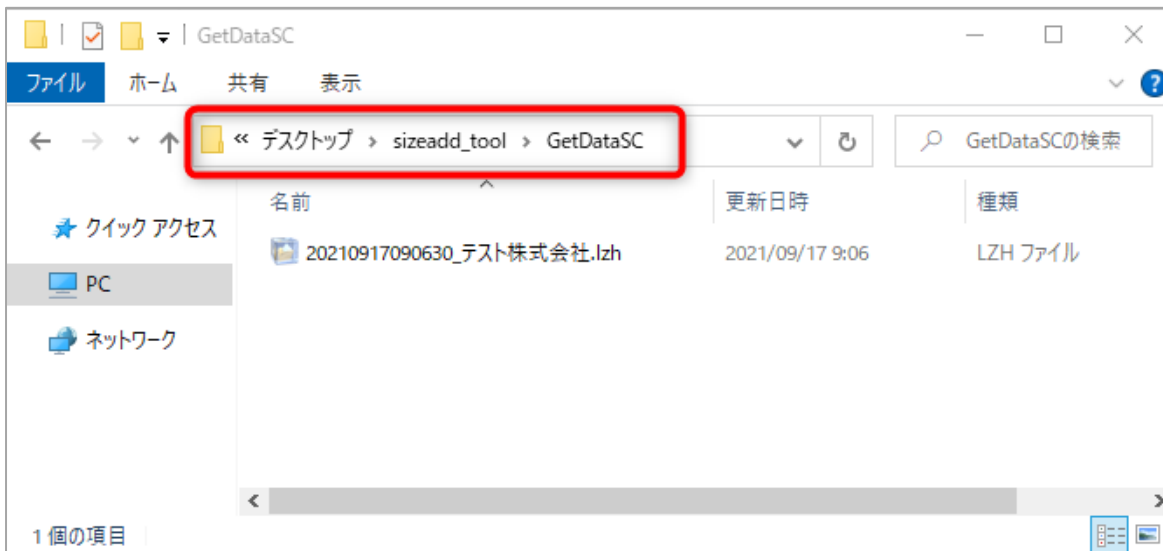 GetDataSC
ファイル ホーム 共有 表示
« デスクトップ › sizeadd_tool › GetDataSC
GetDataSCの検索
名前 更新日時 種類
クイック アクセス
20210917090630_テスト株式会社.lzh 2021/09/17 9:06 LZH ファイル
PC
ネットワーク
1 個の項目